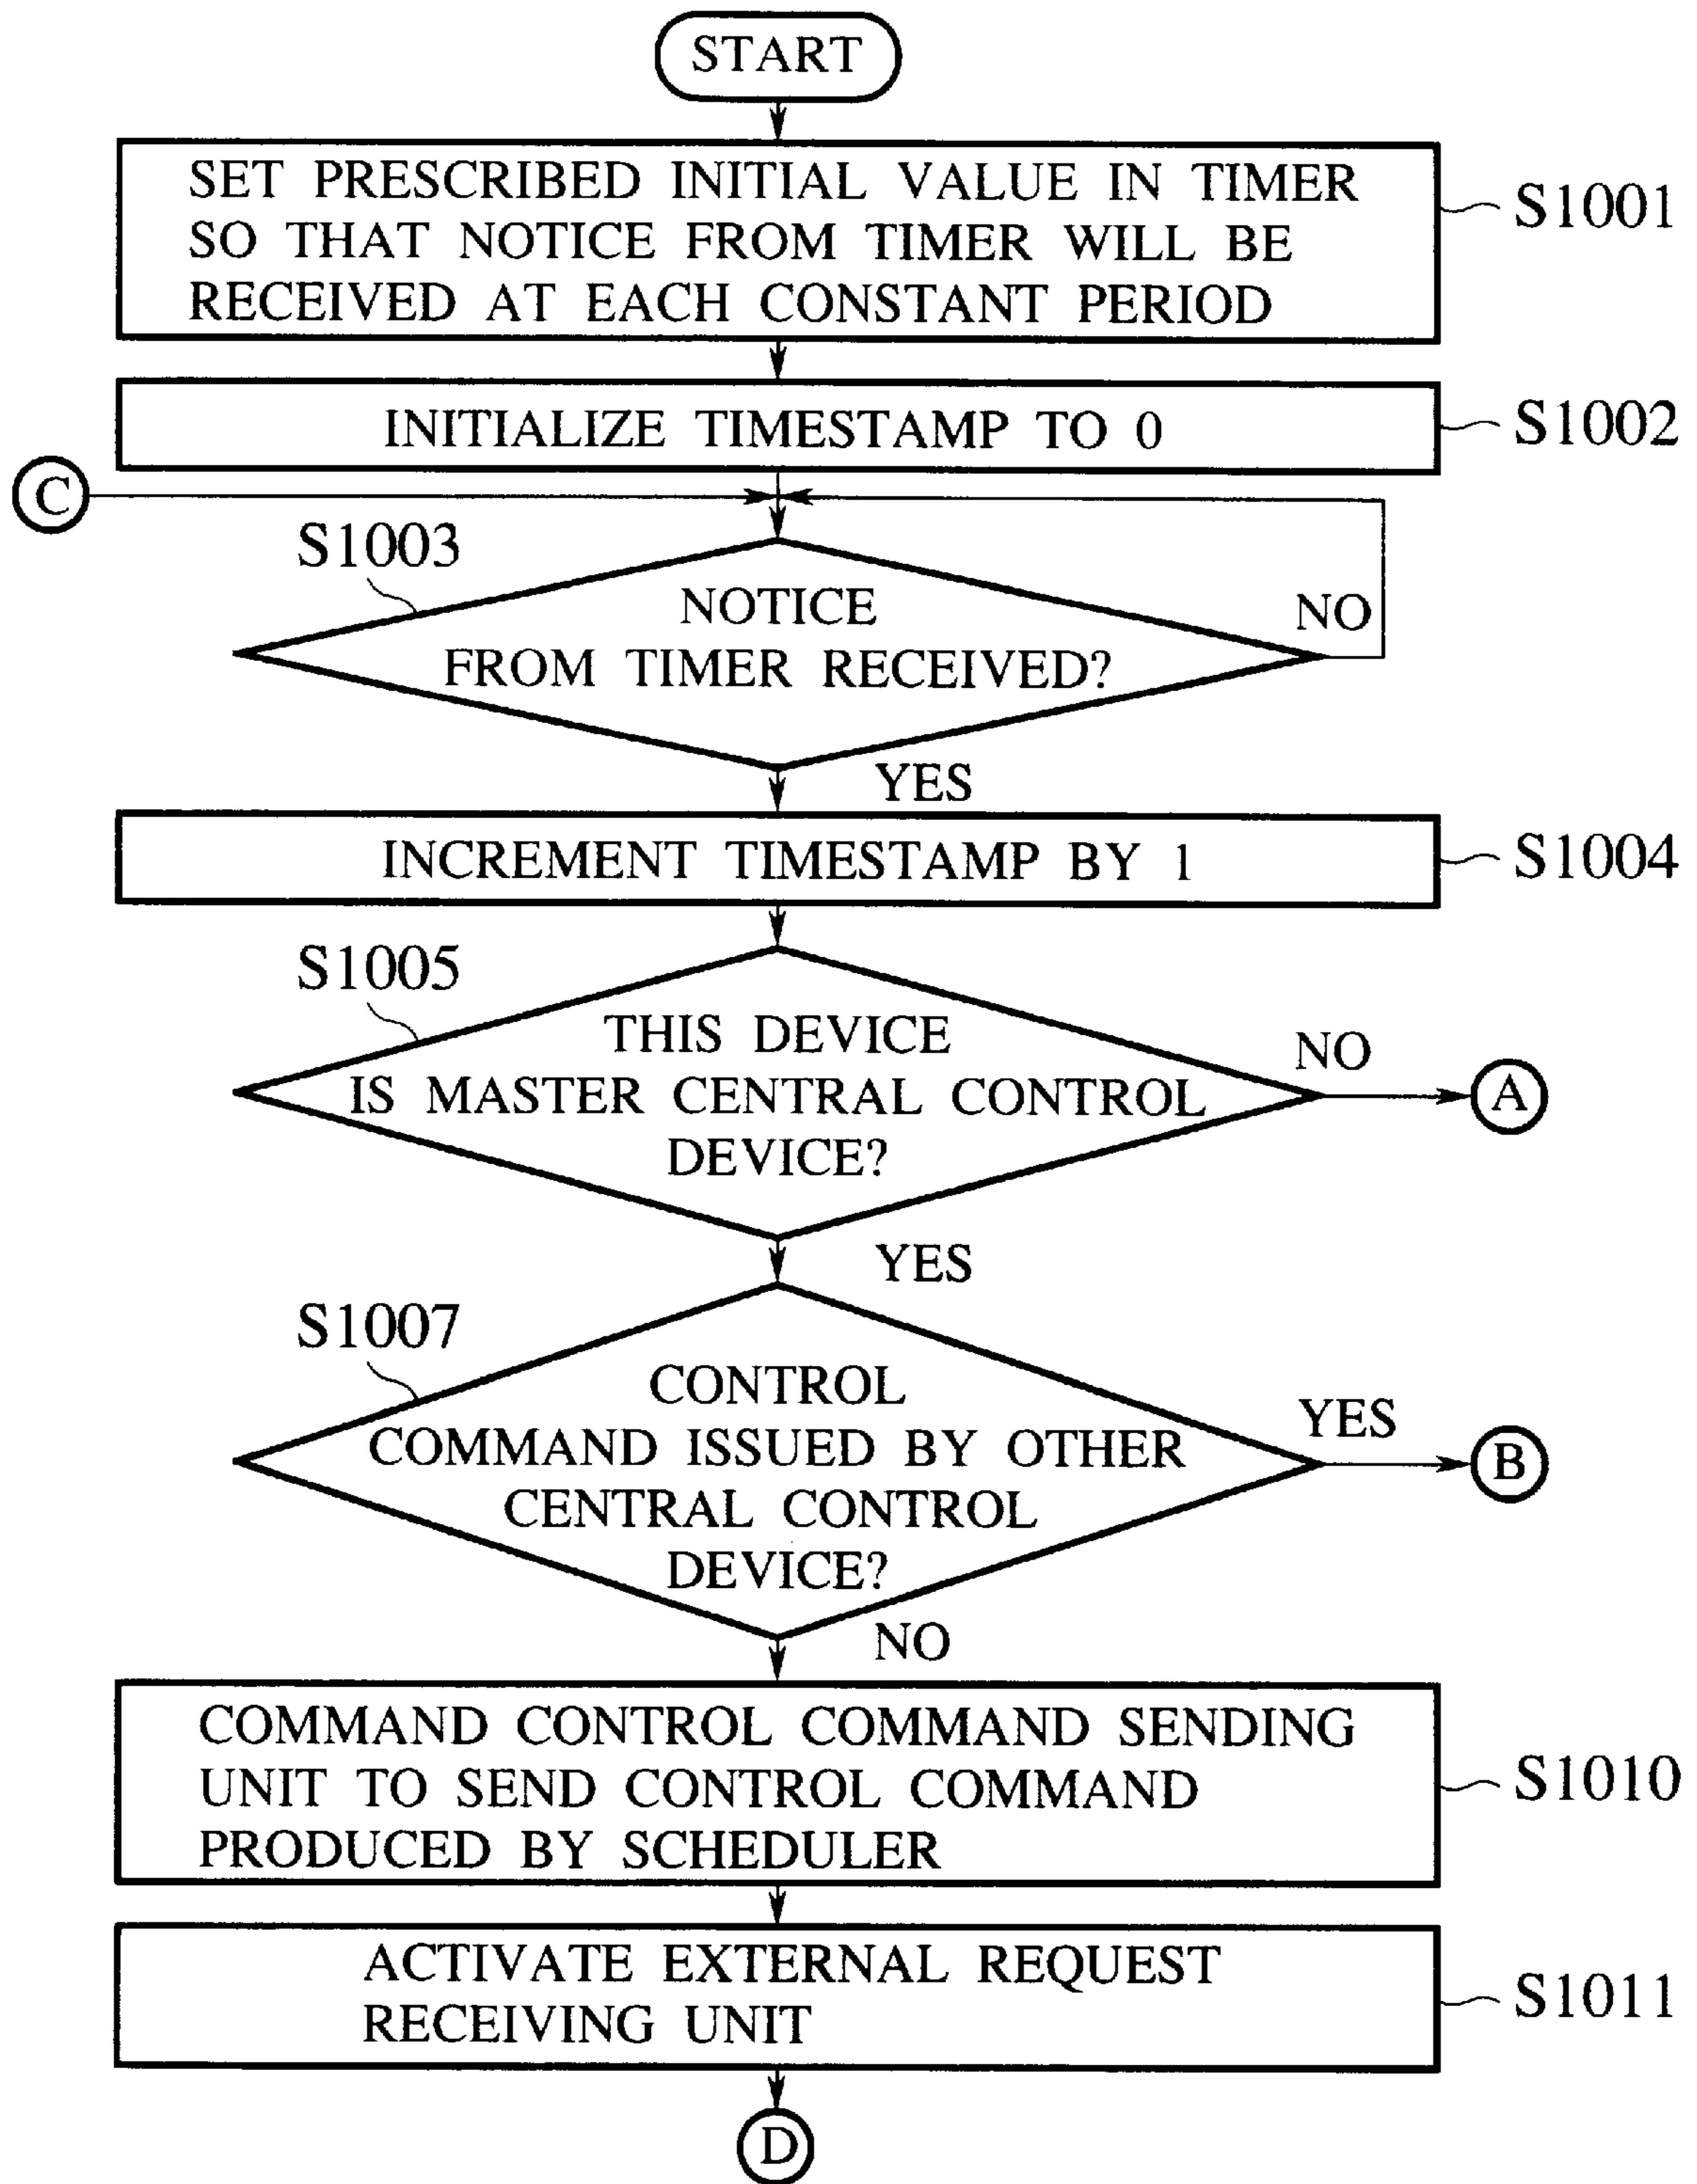 START
SET PRESCRIBED INITIAL VALUE IN TIMER
SO THAT NOTICE FROM TIMER WILL BE
RECEIVED AT EACH CONSTANT PERIOD
S1001
INITIALIZE TIMESTAMP TO 0
S1002
C
S1003
NOTICE
FROM TIMER RECEIVED?
NO
YES
INCREMENT TIMESTAMP BY 1
S1004
S1005
THIS DEVICE
IS MASTER CENTRAL CONTROL
DEVICE?
NO
A
YES
S1007
CONTROL
COMMAND ISSUED BY OTHER
CENTRAL CONTROL
DEVICE?
YES
B
NO
COMMAND CONTROL COMMAND SENDING
UNIT TO SEND CONTROL COMMAND
PRODUCED BY SCHEDULER
S1010
ACTIVATE EXTERNAL REQUEST
RECEIVING UNIT
S1011
D